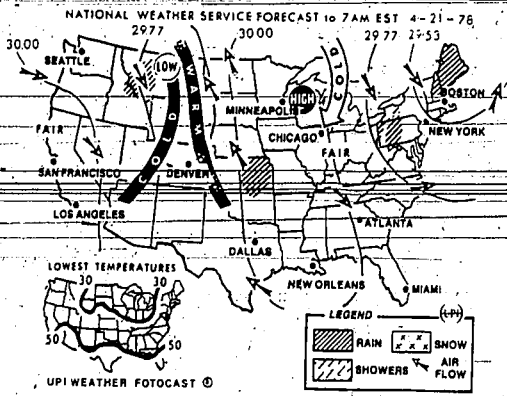 NATIONAL WEATHER SERVICE FORECAST to 7AM EST 4-21-78
30.00
29.77
30.00
29.77
29.53
SEATTLE
LOW
COLD
WARM
COLD
HIGH
MINNEAPOLIS
BOSTON
NEW YORK
CHICAGO
FAIR
FAIR
SAN FRANCISCO
DENVER
LOS ANGELES
ATLANTA
DALLAS
NEW ORLEANS
MIAMI
LOWEST TEMPERATURES
30
30
50
50
UPI WEATHER FOTOCAST ©
LEGEND
UPI
RAIN
SNOW
SHOWERS
AIR FLOW